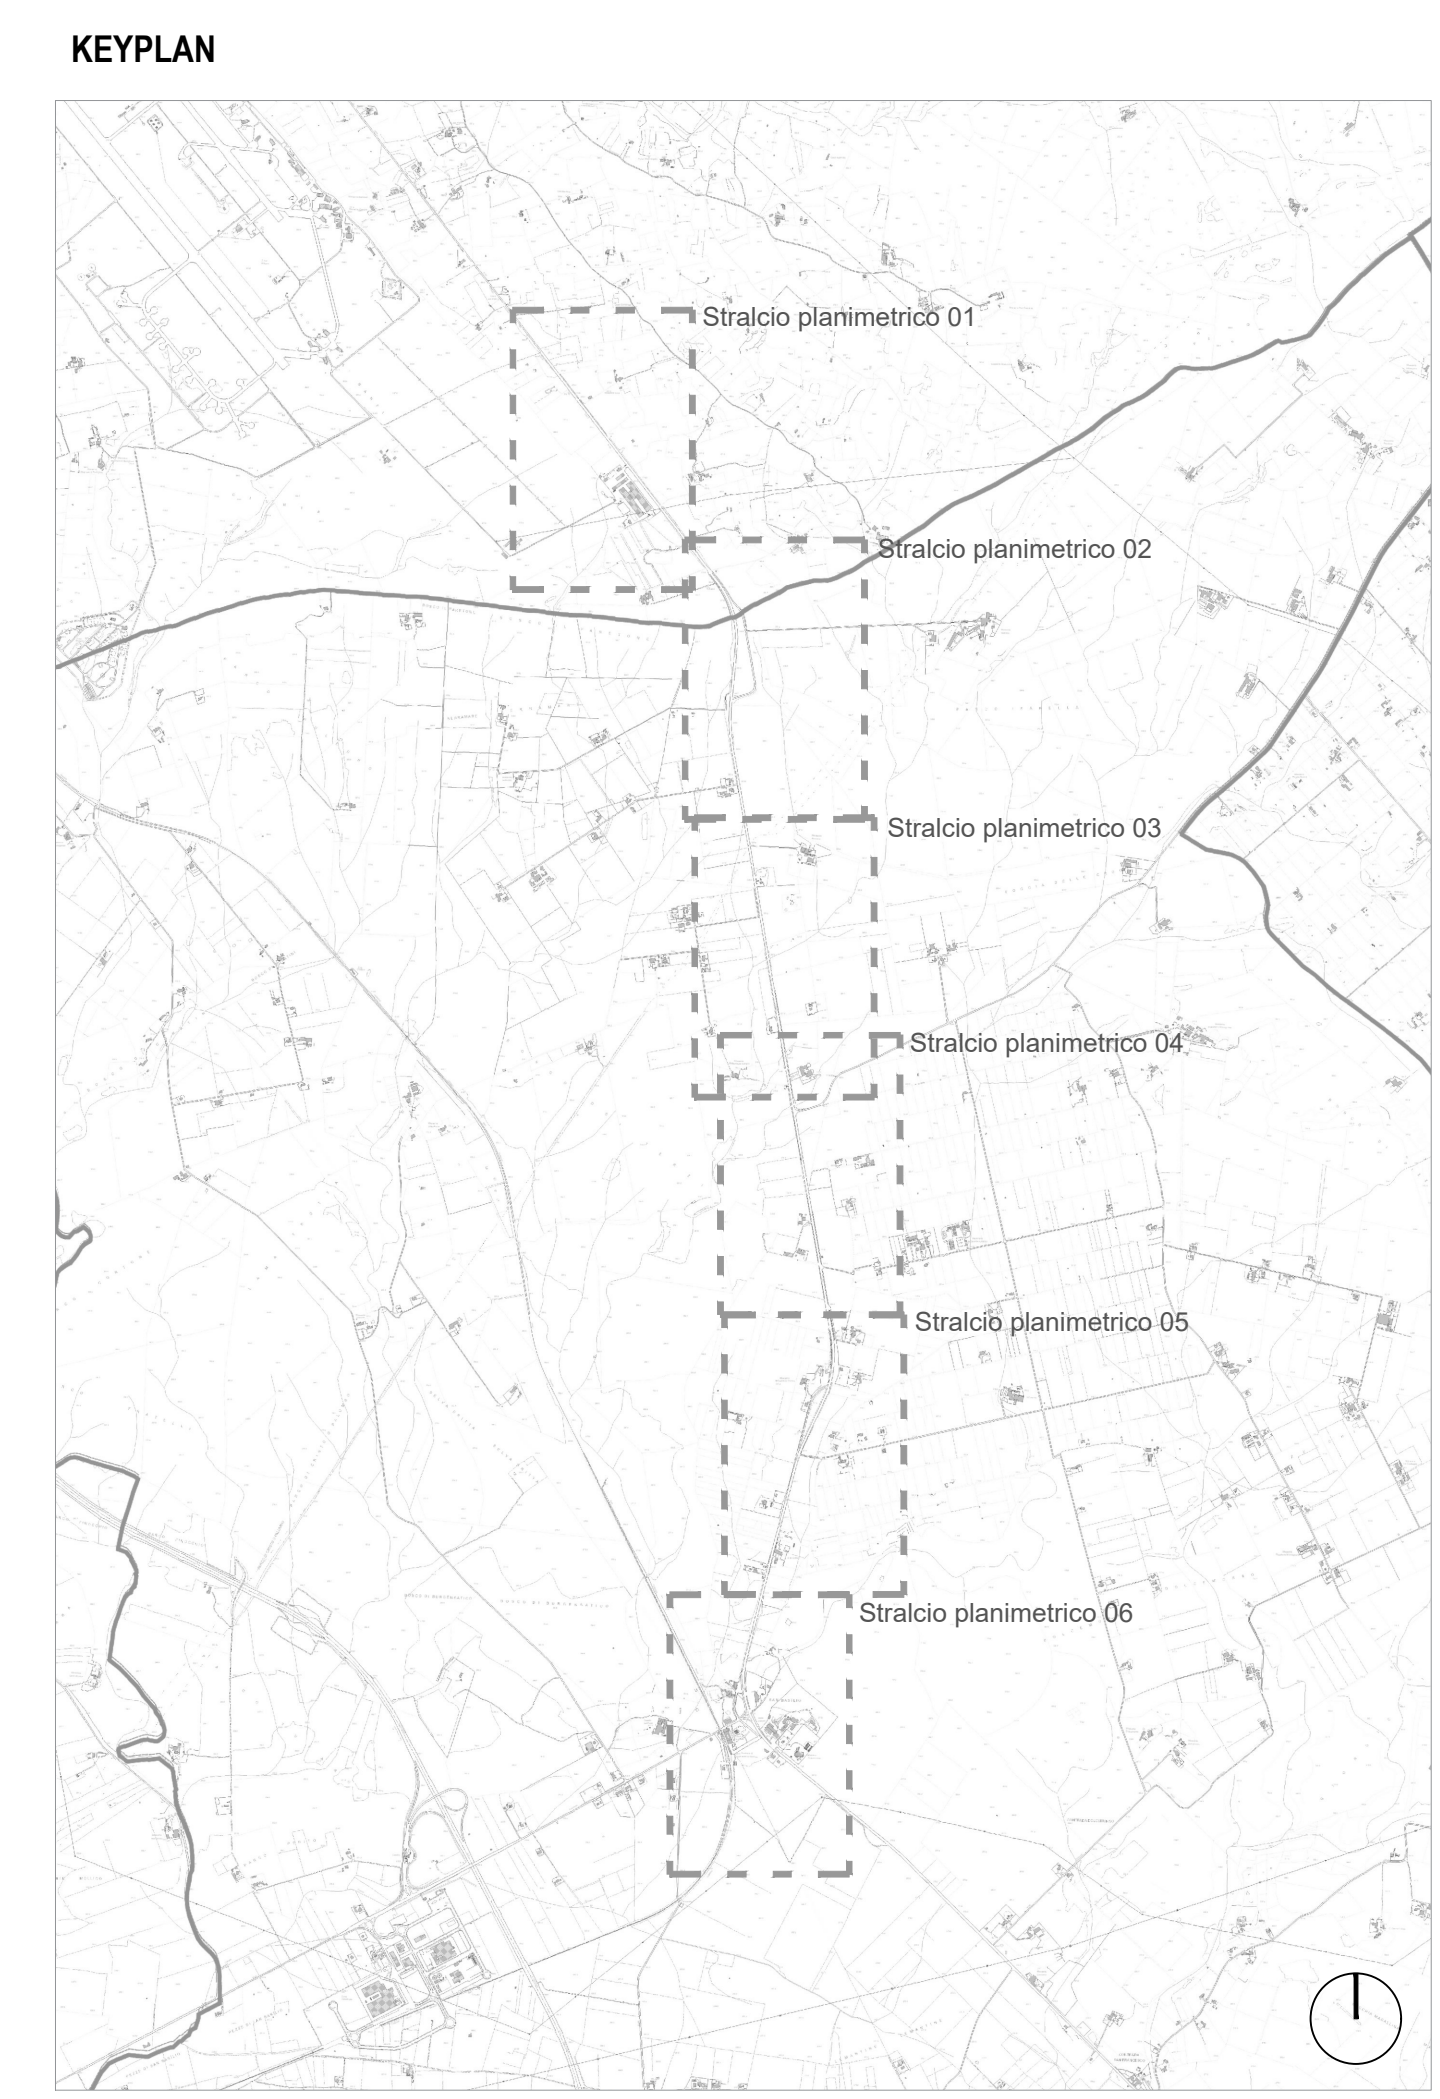 KEYPLAN
Stralcio planimetrico 01
Stralcio planimetrico 02
Stralcio planimetrico 03
Stralcio planimetrico 04
Stralcio planimetrico 05
Stralcio planimetrico 06